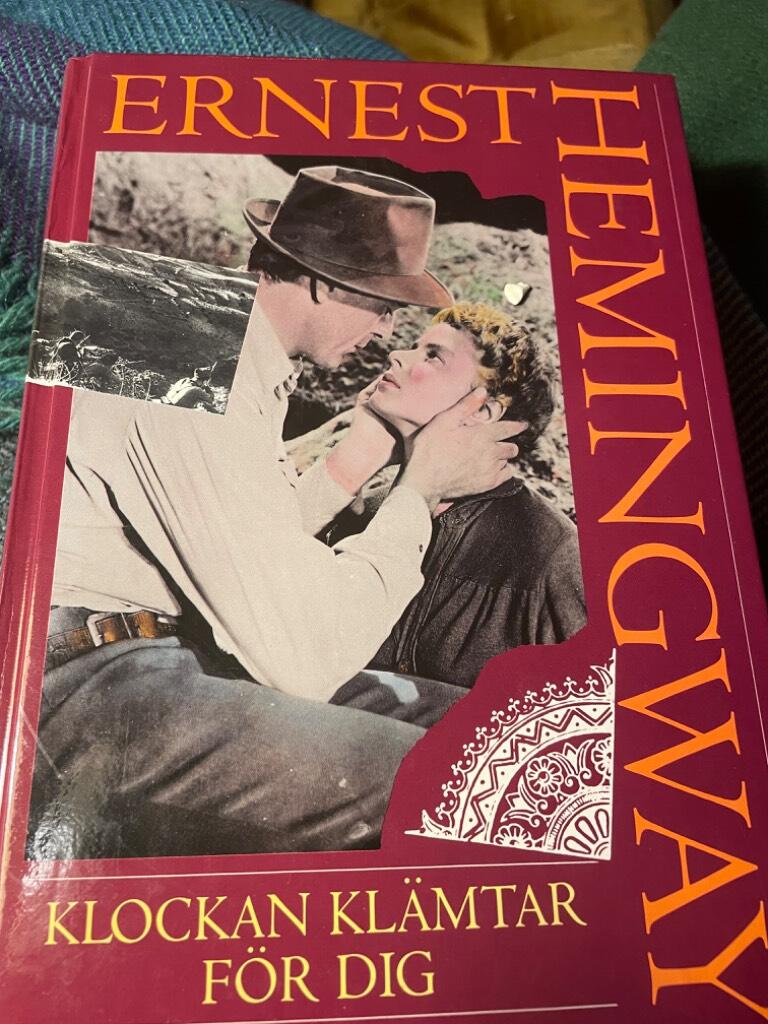 ERNEST
HEMINGWAY
KLOCKAN KLÄMTAR
FÖR DIG